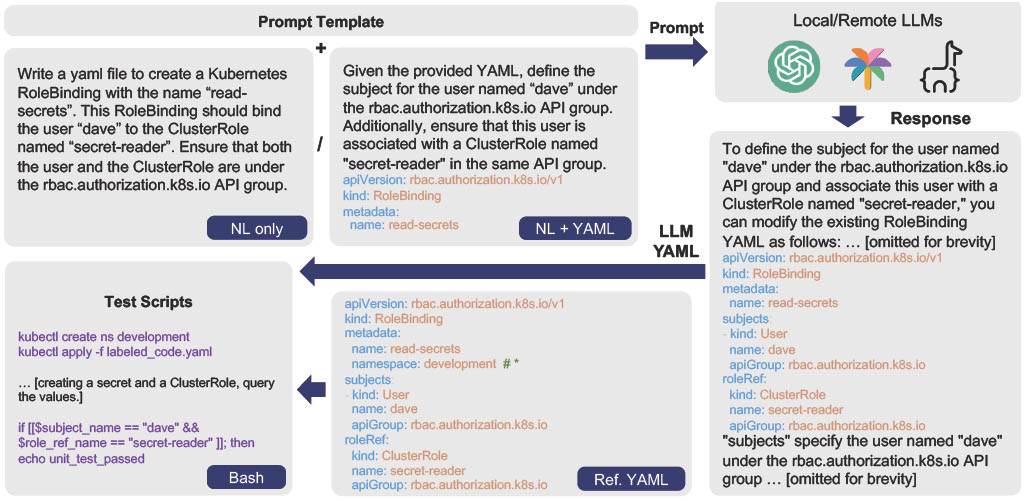 Prompt Template
+
Write a yaml file to create a Kubernetes
RoleBinding with the name “read-
secrets”. This RoleBinding should bind
the user “dave” to the ClusterRole
named “secret-reader”. Ensure that both
the user and the ClusterRole are under
the rbac.authorization.k8s.io API group.
NL only
/
Given the provided YAML, define the
subject for the user named “dave” under
the rbac.authorization.k8s.io API group.
Additionally, ensure that this user is
associated with a ClusterRole named
"secret-reader" in the same API group.
apiVersion: rbac.authorization.k8s.io/v1
kind: RoleBinding
metadata:
name: read-secrets
NL + YAML
Prompt
Local/Remote LLMs
Response
To define the subject for the user named
"dave" under the rbac.authorization.k8s.io
API group and associate this user with a
ClusterRole named "secret-reader," you
can modify the existing RoleBinding
YAML as follows: … [omitted for brevity]
apiVersion: rbac.authorization.k8s.io/v1
kind: RoleBinding
metadata:
name: read-secrets
subjects:
- kind: User
name: dave
apiGroup: rbac.authorization.k8s.io
roleRef:
kind: ClusterRole
name: secret-reader
apiGroup: rbac.authorization.k8s.io
"subjects" specify the user named "dave"
under the rbac.authorization.k8s.io API
group … [omitted for brevity]
LLM
YAML
apiVersion: rbac.authorization.k8s.io/v1
kind: RoleBinding
metadata:
name: read-secrets
namespace: development # *
subjects:
- kind: User
name: dave
apiGroup: rbac.authorization.k8s.io
roleRef:
kind: ClusterRole
name: secret-reader
apiGroup: rbac.authorization.k8s.io
Ref. YAML
Test Scripts
kubectl create ns development
kubectl apply -f labeled_code.yaml
… [creating a secret and a ClusterRole, query
the values.]
if [[$subject_name == "dave" &&
$role_ref_name == "secret-reader" ]]; then
echo unit_test_passed
Bash